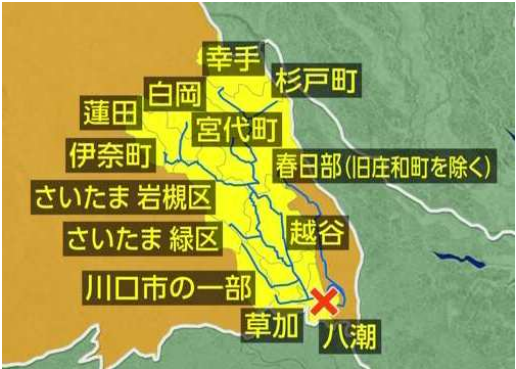 幸手
杉戸町
白岡
蓮田
宮代町
伊奈町
春日部(旧庄和町を除く)
さいたま 岩槻区
さいたま 緑区
越谷
川口市の一部
草加
八潮